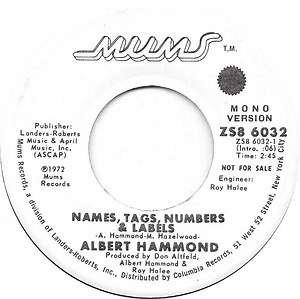 mums T.M.
MONO
VERSION
ZS8 6032
ZS8 6032-1
(Intro. :06)
Time: 2:45
NOT FOR SALE
Engineer:
Roy Halee
Publisher:
Landers-Roberts
Music & April
Music Inc.
(ASCAP)
Ⓟ1972
Mums
Records
NAMES, TAGS, NUMBERS
& LABELS
-A. Hammond-M. Hazelwood-
ALBERT HAMMOND
Produced by Don Altfeld,
Albert Hammond &
Roy Halee
Mums Records, a division of Landers-Roberts, Inc./Distributed by Columbia Records, 51 West 52 Street, New York City